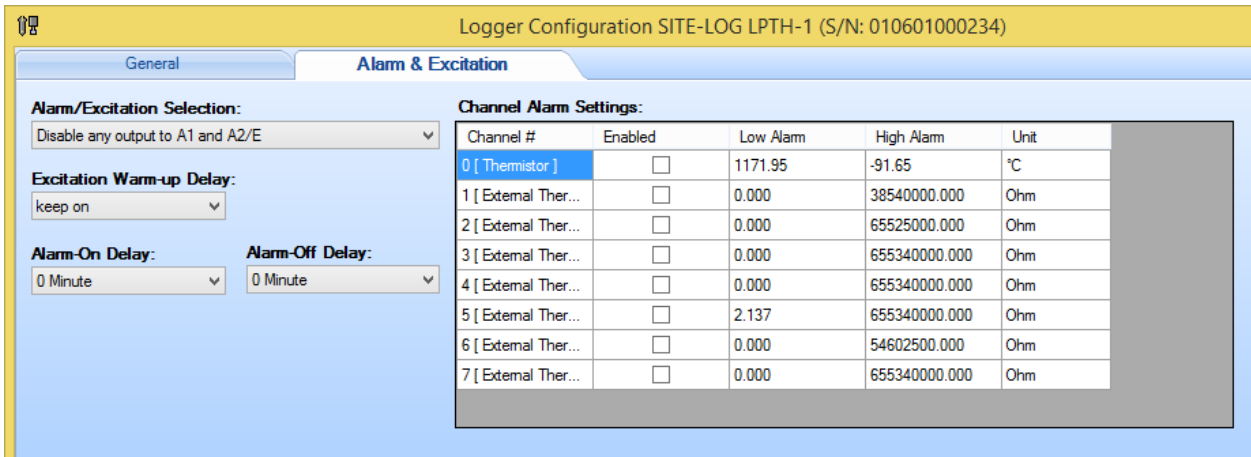 Logger Configuration SITE-LOG LPTH-1 (S/N: 010601000234)
General
Alarm & Excitation
Alarm/Excitation Selection:
Disable any output to A1 and A2/E
Excitation Warm-up Delay:
keep on
Alarm-On Delay: Alarm-Off Delay:
0 Minute 0 Minute
Channel Alarm Settings:
Channel # Enabled Low Alarm High Alarm Unit
0 [ Thermistor ] 1171.95 -91.65 °C
1 [ External Ther... 0.000 38540000.000 Ohm
2 [ External Ther... 0.000 65525000.000 Ohm
3 [ External Ther... 0.000 655340000.000 Ohm
4 [ External Ther... 0.000 655340000.000 Ohm
5 [ External Ther... 2.137 655340000.000 Ohm
6 [ External Ther... 0.000 54602500.000 Ohm
7 [ External Ther... 0.000 655340000.000 Ohm